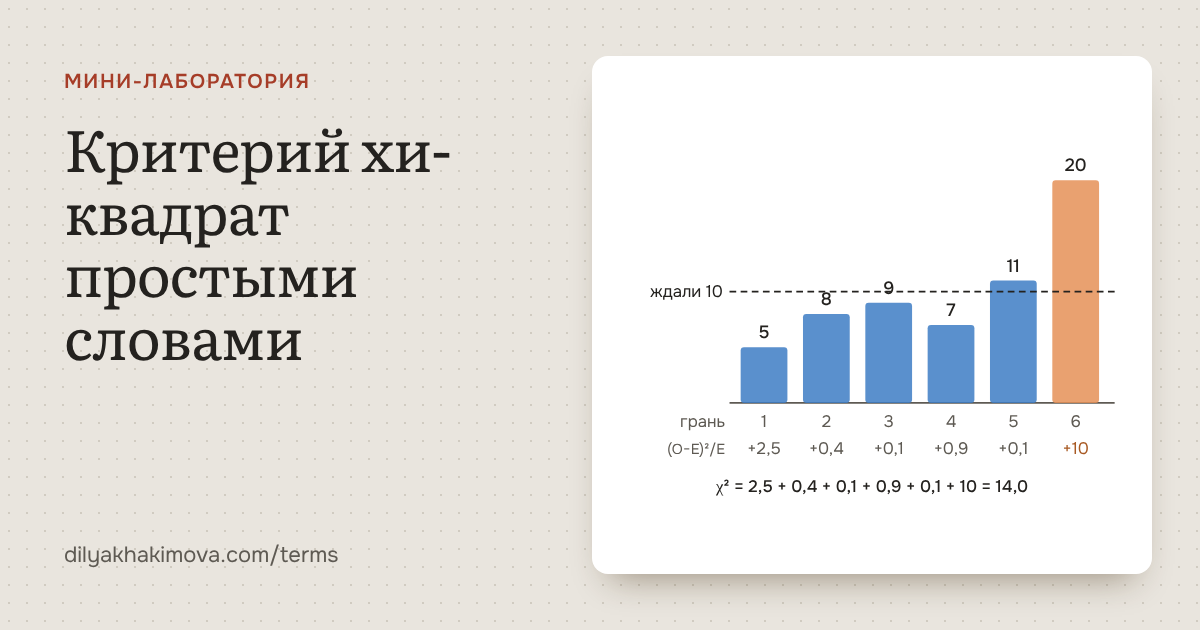 МИНИ-ЛАБОРАТОРИЯ
Критерий хи-
квадрат
простыми
словами
dilyakhakimova.com/terms
20
11
ждали 10
9
8
7
5
грань 1 2 3 4 5 6
(O−E)²/E +2,5 +0,4 +0,1 +0,9 +0,1 +10
χ² = 2,5 + 0,4 + 0,1 + 0,9 + 0,1 + 10 = 14,0